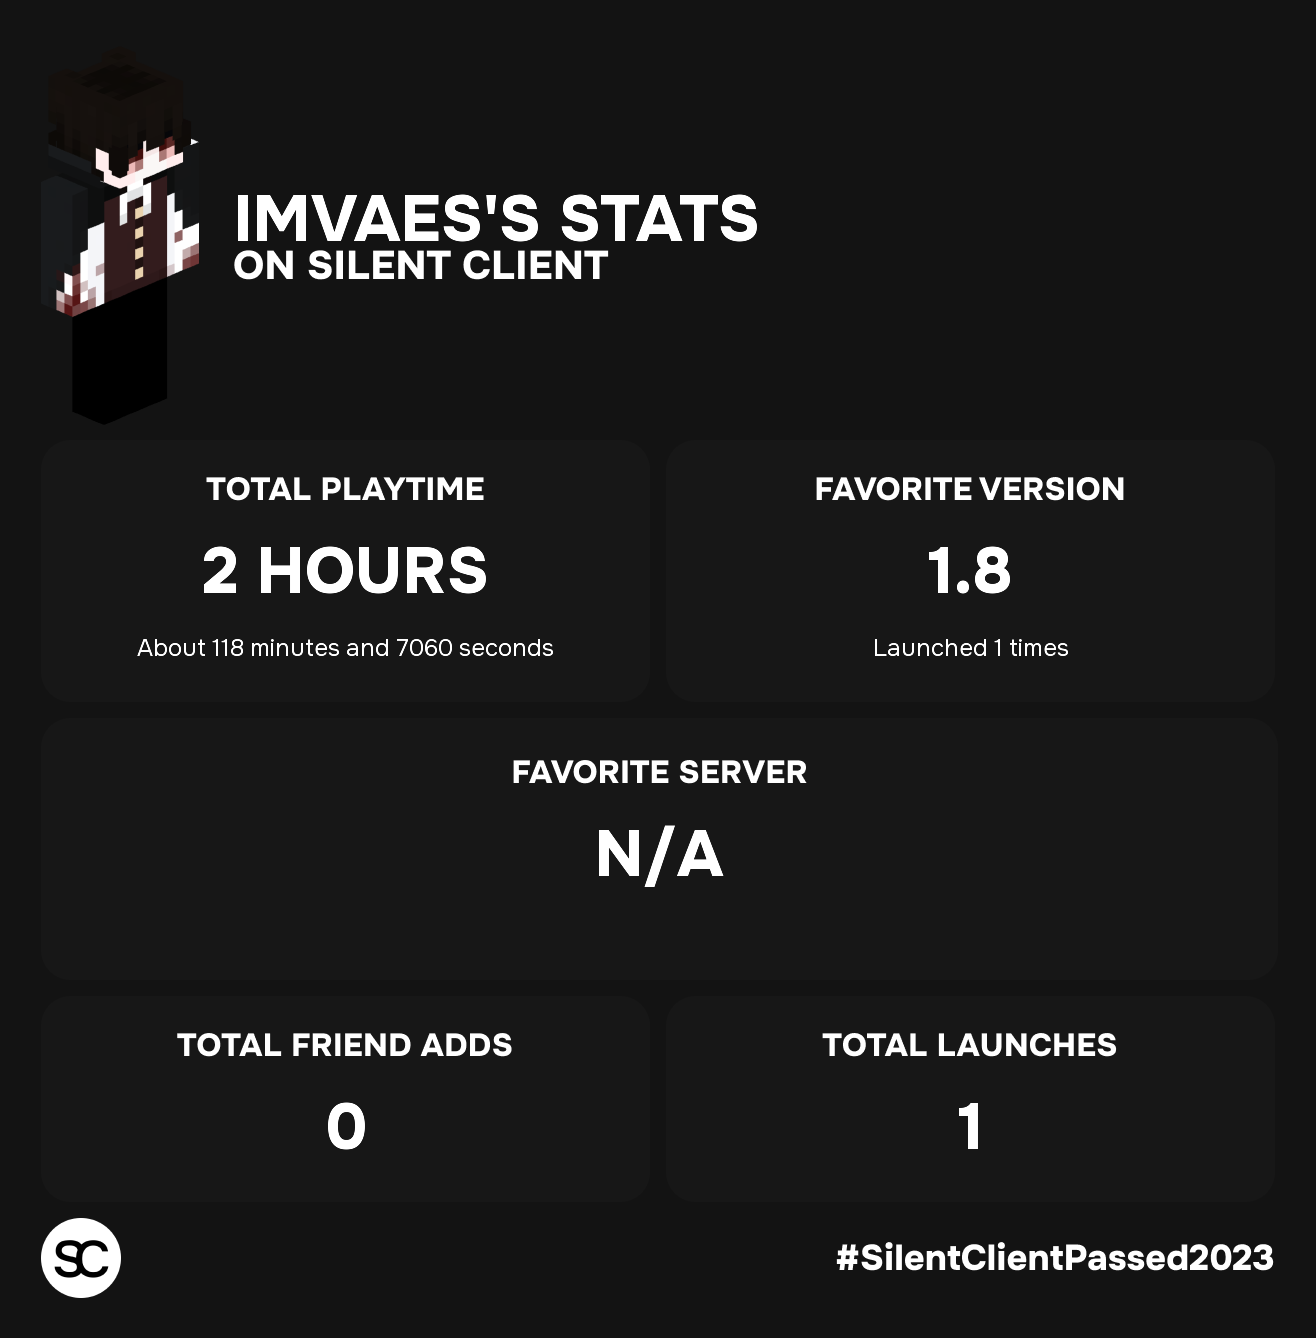 IMVAES'S STATS
ON SILENT CLIENT
TOTAL PLAYTIME
2 HOURS
About 118 minutes and 7060 seconds
FAVORITE VERSION
1.8
Launched 1 times
FAVORITE SERVER
N/A
TOTAL FRIEND ADDS
0
TOTAL LAUNCHES
1
SC
#SilentClientPassed2023